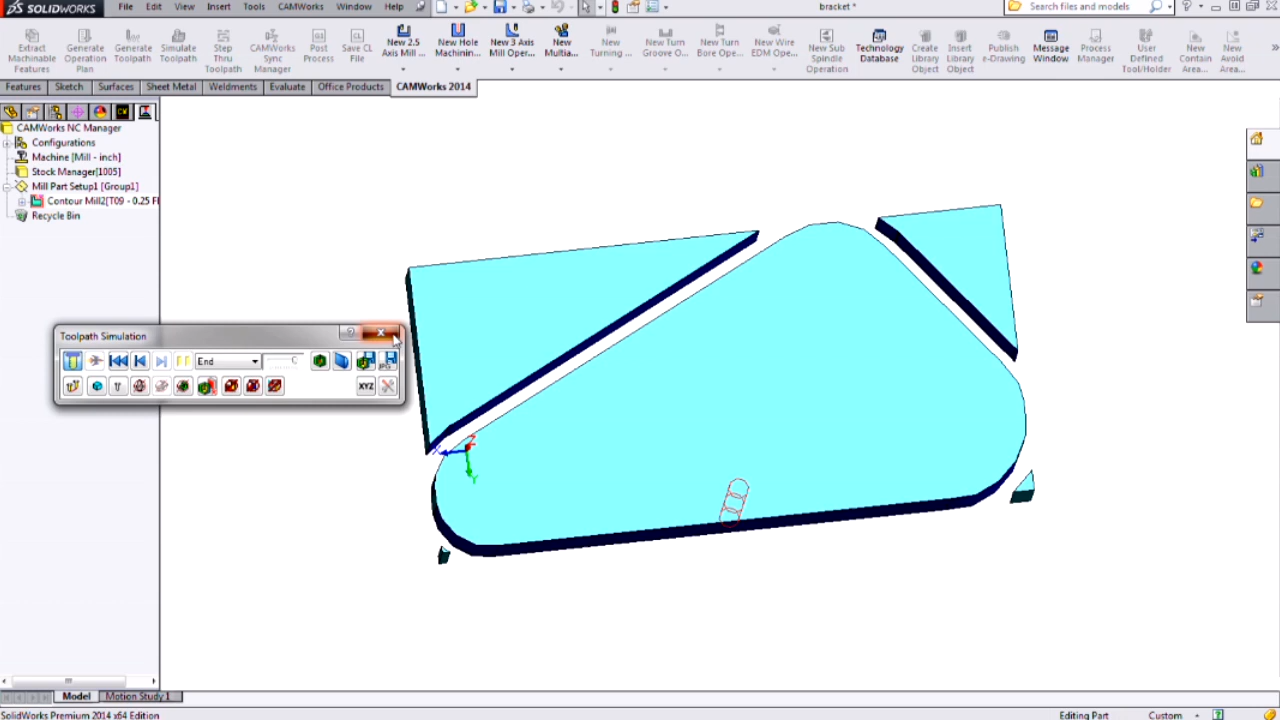 SOLIDWORKS File Edit View Insert Tools CAMWorks Window Help bracket * Search files and models
Extract Machinable Features
Generate Operation Plan
Generate Toolpath
Simulate Toolpath
Step Thru Toolpath
CAMWorks Sync Manager
Post Process
Save CL File
New 2.5 Axis Mill ...
New Hole Machinin...
New 3 Axis Mill Oper...
New Multia...
New Turning ...
New Turn Groove O...
New Turn Bore Ope...
New Wire EDM Ope...
New Sub Spindle Operation
Technology Database
Create Library Object
Insert Library Object
Publish e-Drawing
Message Window
Process Manager
User Defined Tool/Holder
New Contain Area...
New Avoid Area...
Features Sketch Surfaces Sheet Metal Weldments Evaluate Office Products CAMWorks 2014
CAMWorks NC Manager
Configurations
Machine [Mill - inch]
Stock Manager[1005]
Mill Part Setup1 [Group1]
Contour Mill2[T09 - 0.25 Fl
Recycle Bin
Toolpath Simulation
End
XYZ
Model Motion Study 1
SolidWorks Premium 2014 x64 Edition Editing Part Custom